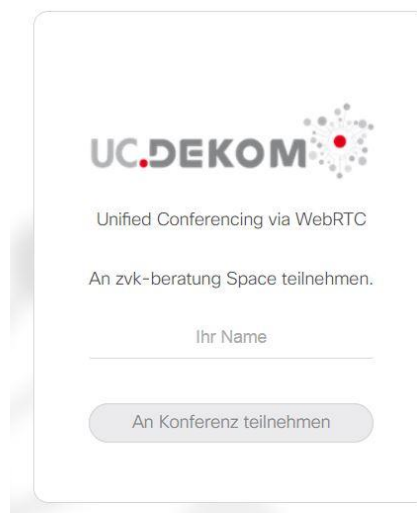 UC.DEKOM
Unified Conferencing via WebRTC
An zvk-beratung Space teilnehmen.
Ihr Name
An Konferenz teilnehmen